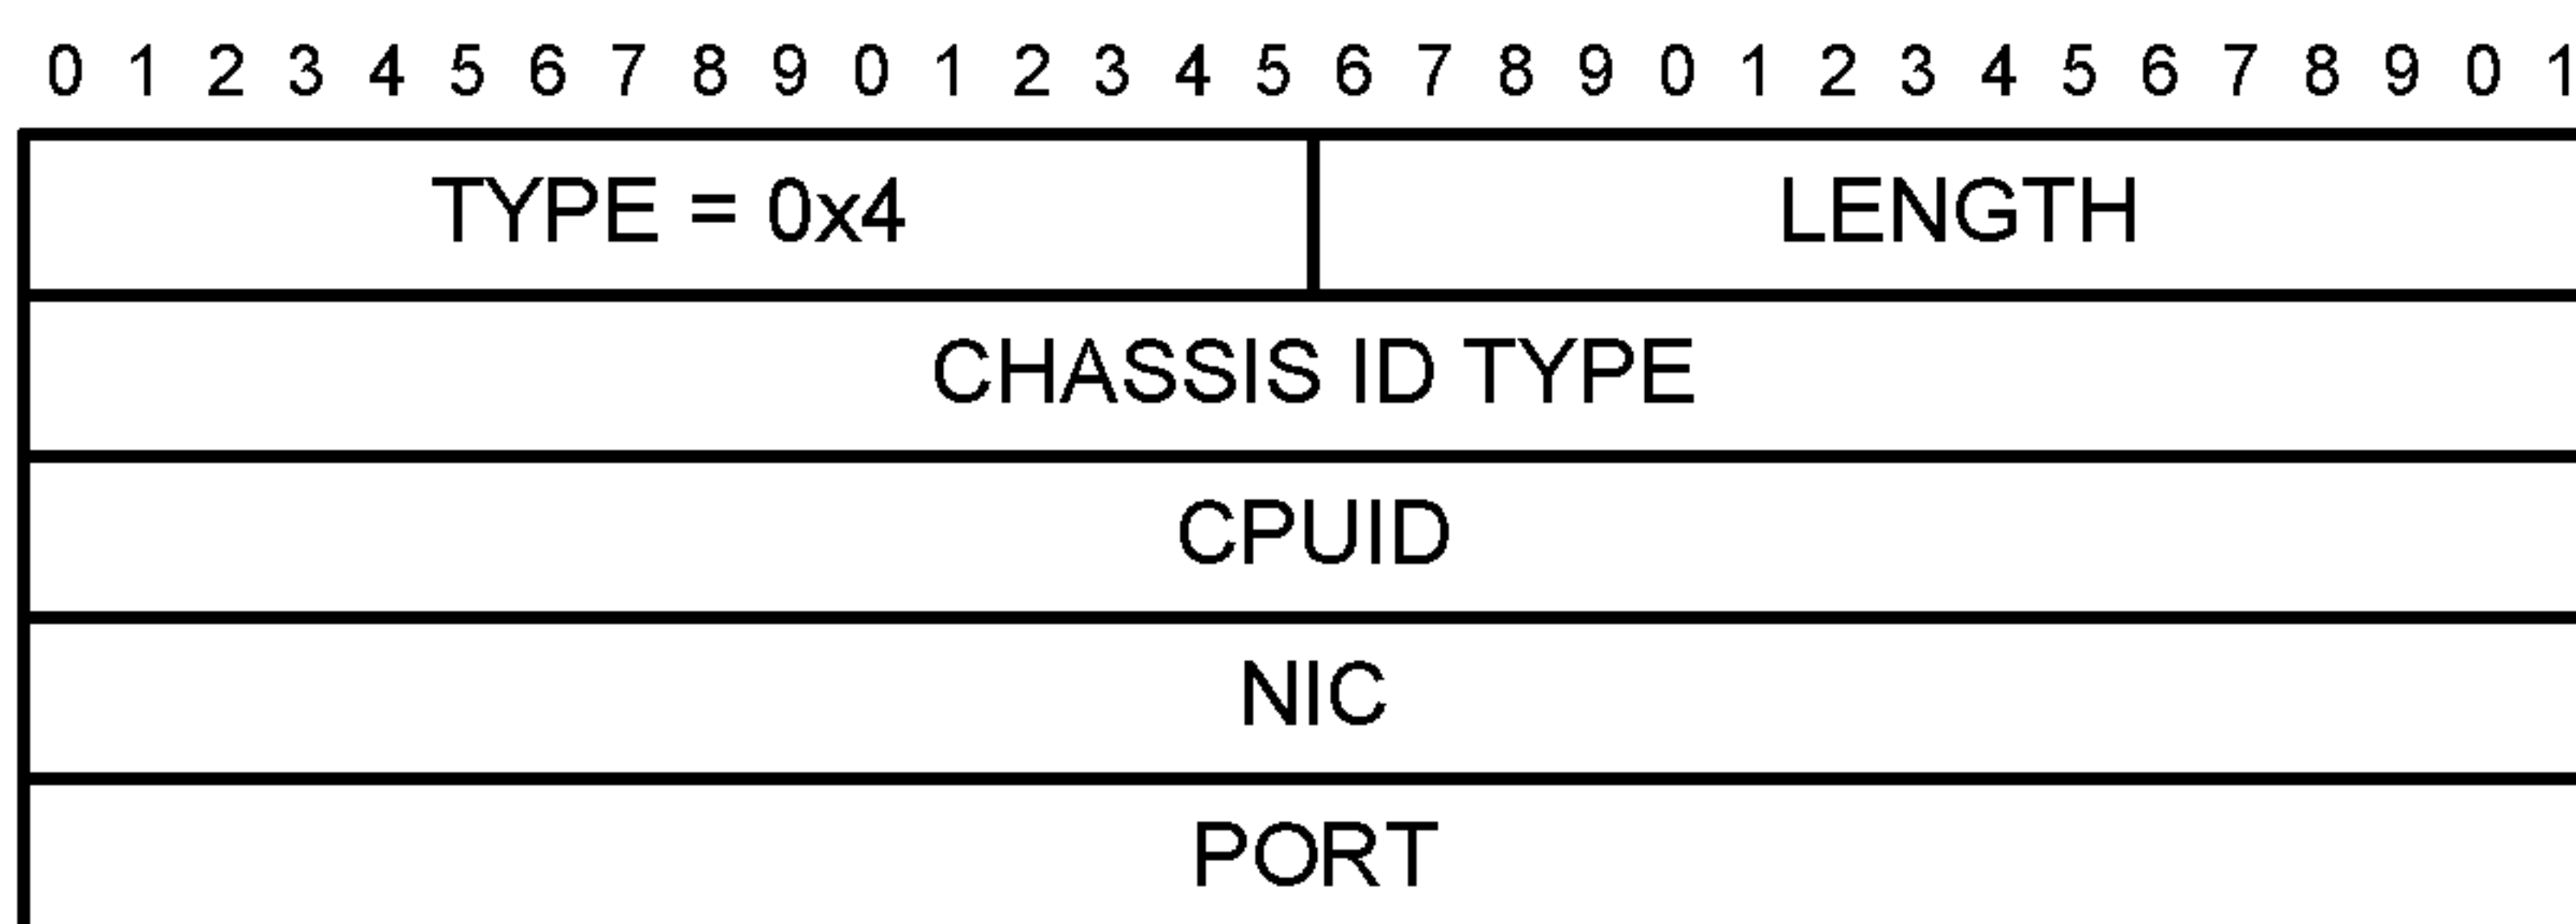 0 1 2 3 4 5 6 7 8 9 0 1 2 3 4 5 6 7 8 9 0 1 2 3 4 5 6 7 8 9 0 1
TYPE = 0x4 LENGTH
CHASSIS ID TYPE
CPUID
NIC
PORT